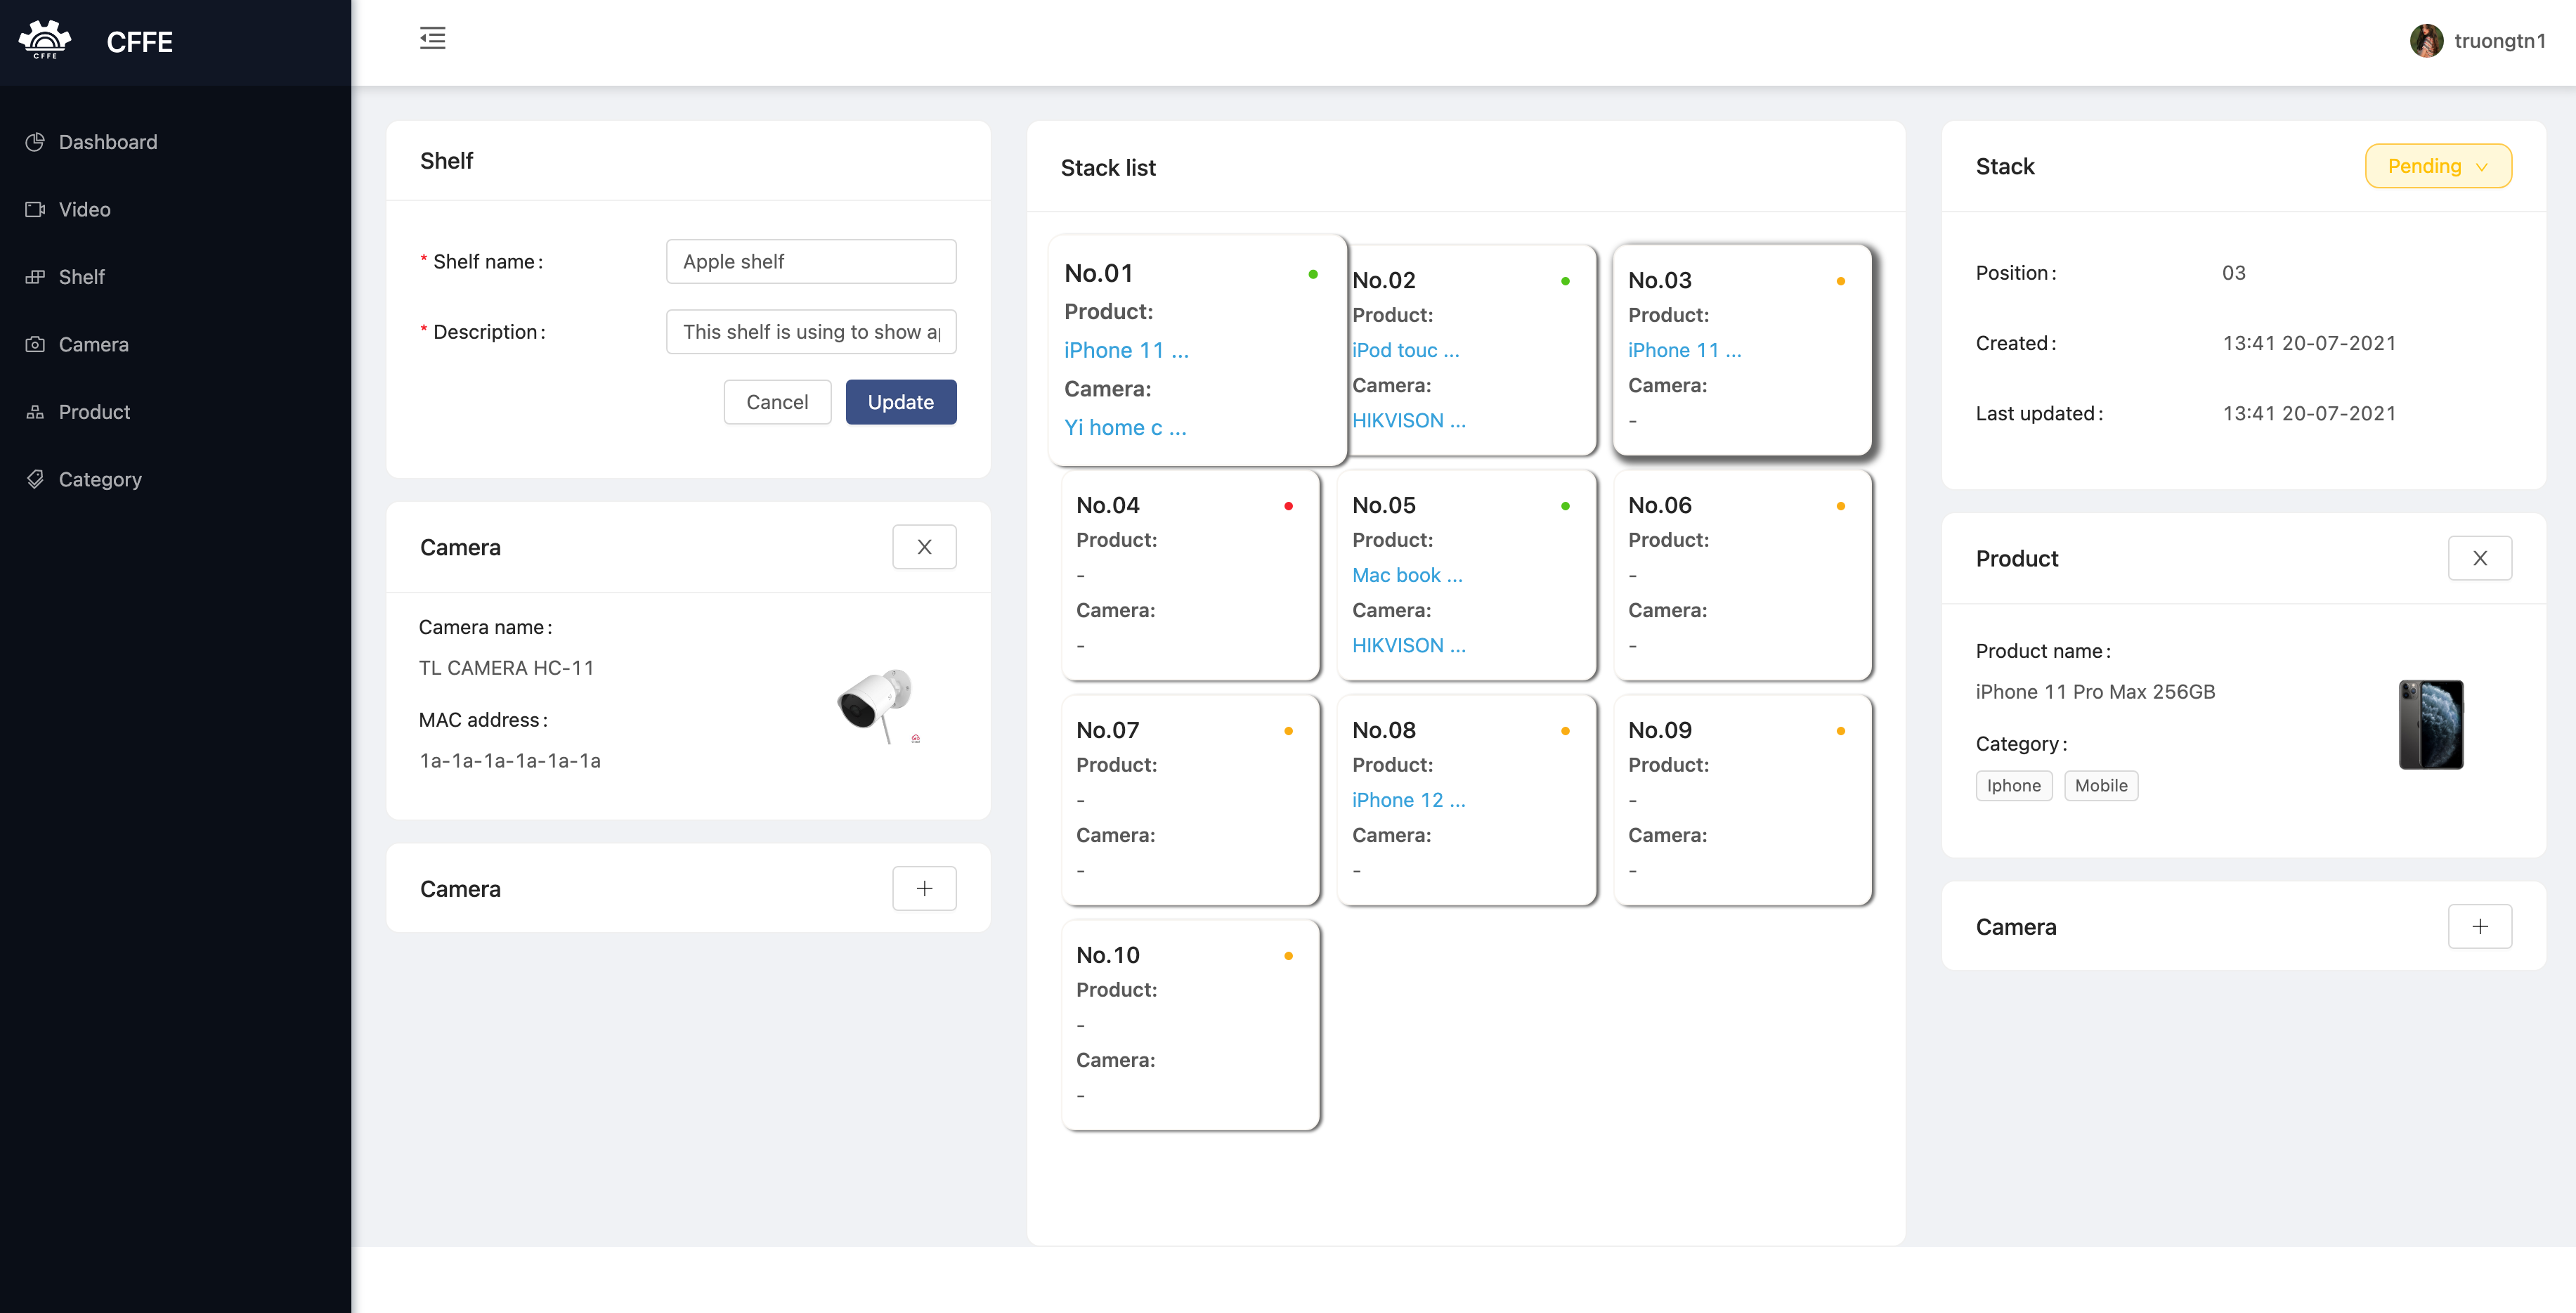 CFFE
CFFE
truongtn1
Dashboard
Video
Shelf
Camera
Product
Category
Shelf
* Shelf name:
Apple shelf
* Description:
This shelf is using to show a
Cancel
Update
Camera
X
Camera name:
TL CAMERA HC-11
MAC address:
1a-1a-1a-1a-1a-1a
Camera
+
Stack list
No.01
Product:
iPhone 11 ...
Camera:
Yi home c ...
No.02
Product:
iPod touc ...
Camera:
HIKVISON ...
No.03
Product:
iPhone 11 ...
Camera:
-
No.04
Product:
-
Camera:
-
No.05
Product:
Mac book ...
Camera:
HIKVISON ...
No.06
Product:
-
Camera:
-
No.07
Product:
-
Camera:
-
No.08
Product:
iPhone 12 ...
Camera:
-
No.09
Product:
-
Camera:
-
No.10
Product:
-
Camera:
-
Stack
Pending
Position:
03
Created:
13:41 20-07-2021
Last updated:
13:41 20-07-2021
Product
X
Product name:
iPhone 11 Pro Max 256GB
Category:
Iphone
Mobile
Camera
+